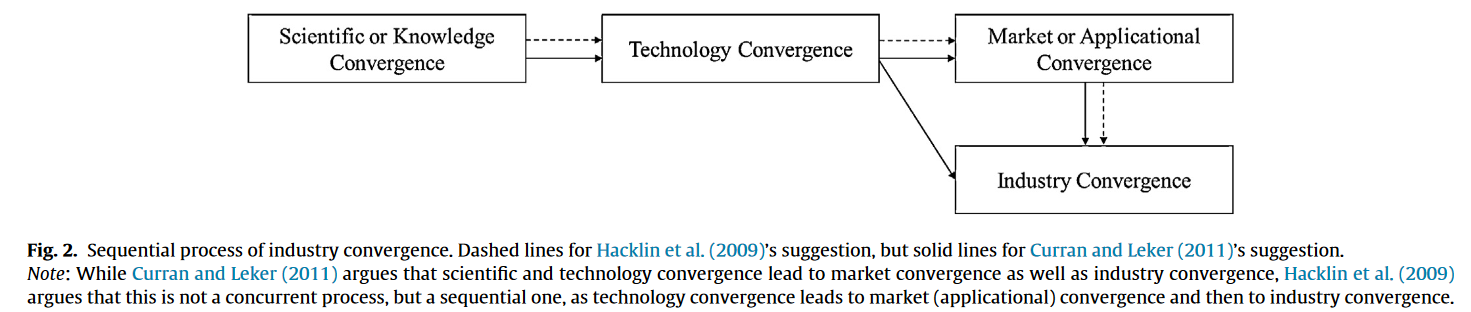 Scientific or Knowledge
Convergence
Technology Convergence
Market or Applicational
Convergence
Industry Convergence
Fig. 2. Sequential process of industry convergence. Dashed lines for Hacklin et al. (2009)'s suggestion, but solid lines for Curran and Leker (2011)'s suggestion.
Note: While Curran and Leker (2011) argues that scientific and technology convergence lead to market convergence as well as industry convergence, Hacklin et al. (2009)
argues that this is not a concurrent process, but a sequential one, as technology convergence leads to market (applicational) convergence and then to industry convergence.